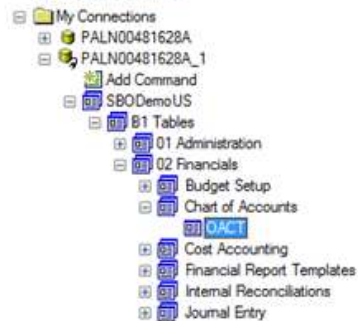 My Connections
PALN00481628A
PALN00481628A_1
Add Command
SBODemoUS
B1 Tables
01 Administration
02 Financials
Budget Setup
Chart of Accounts
OACT
Cost Accounting
Financial Report Templates
Internal Reconciliations
Journal Entry